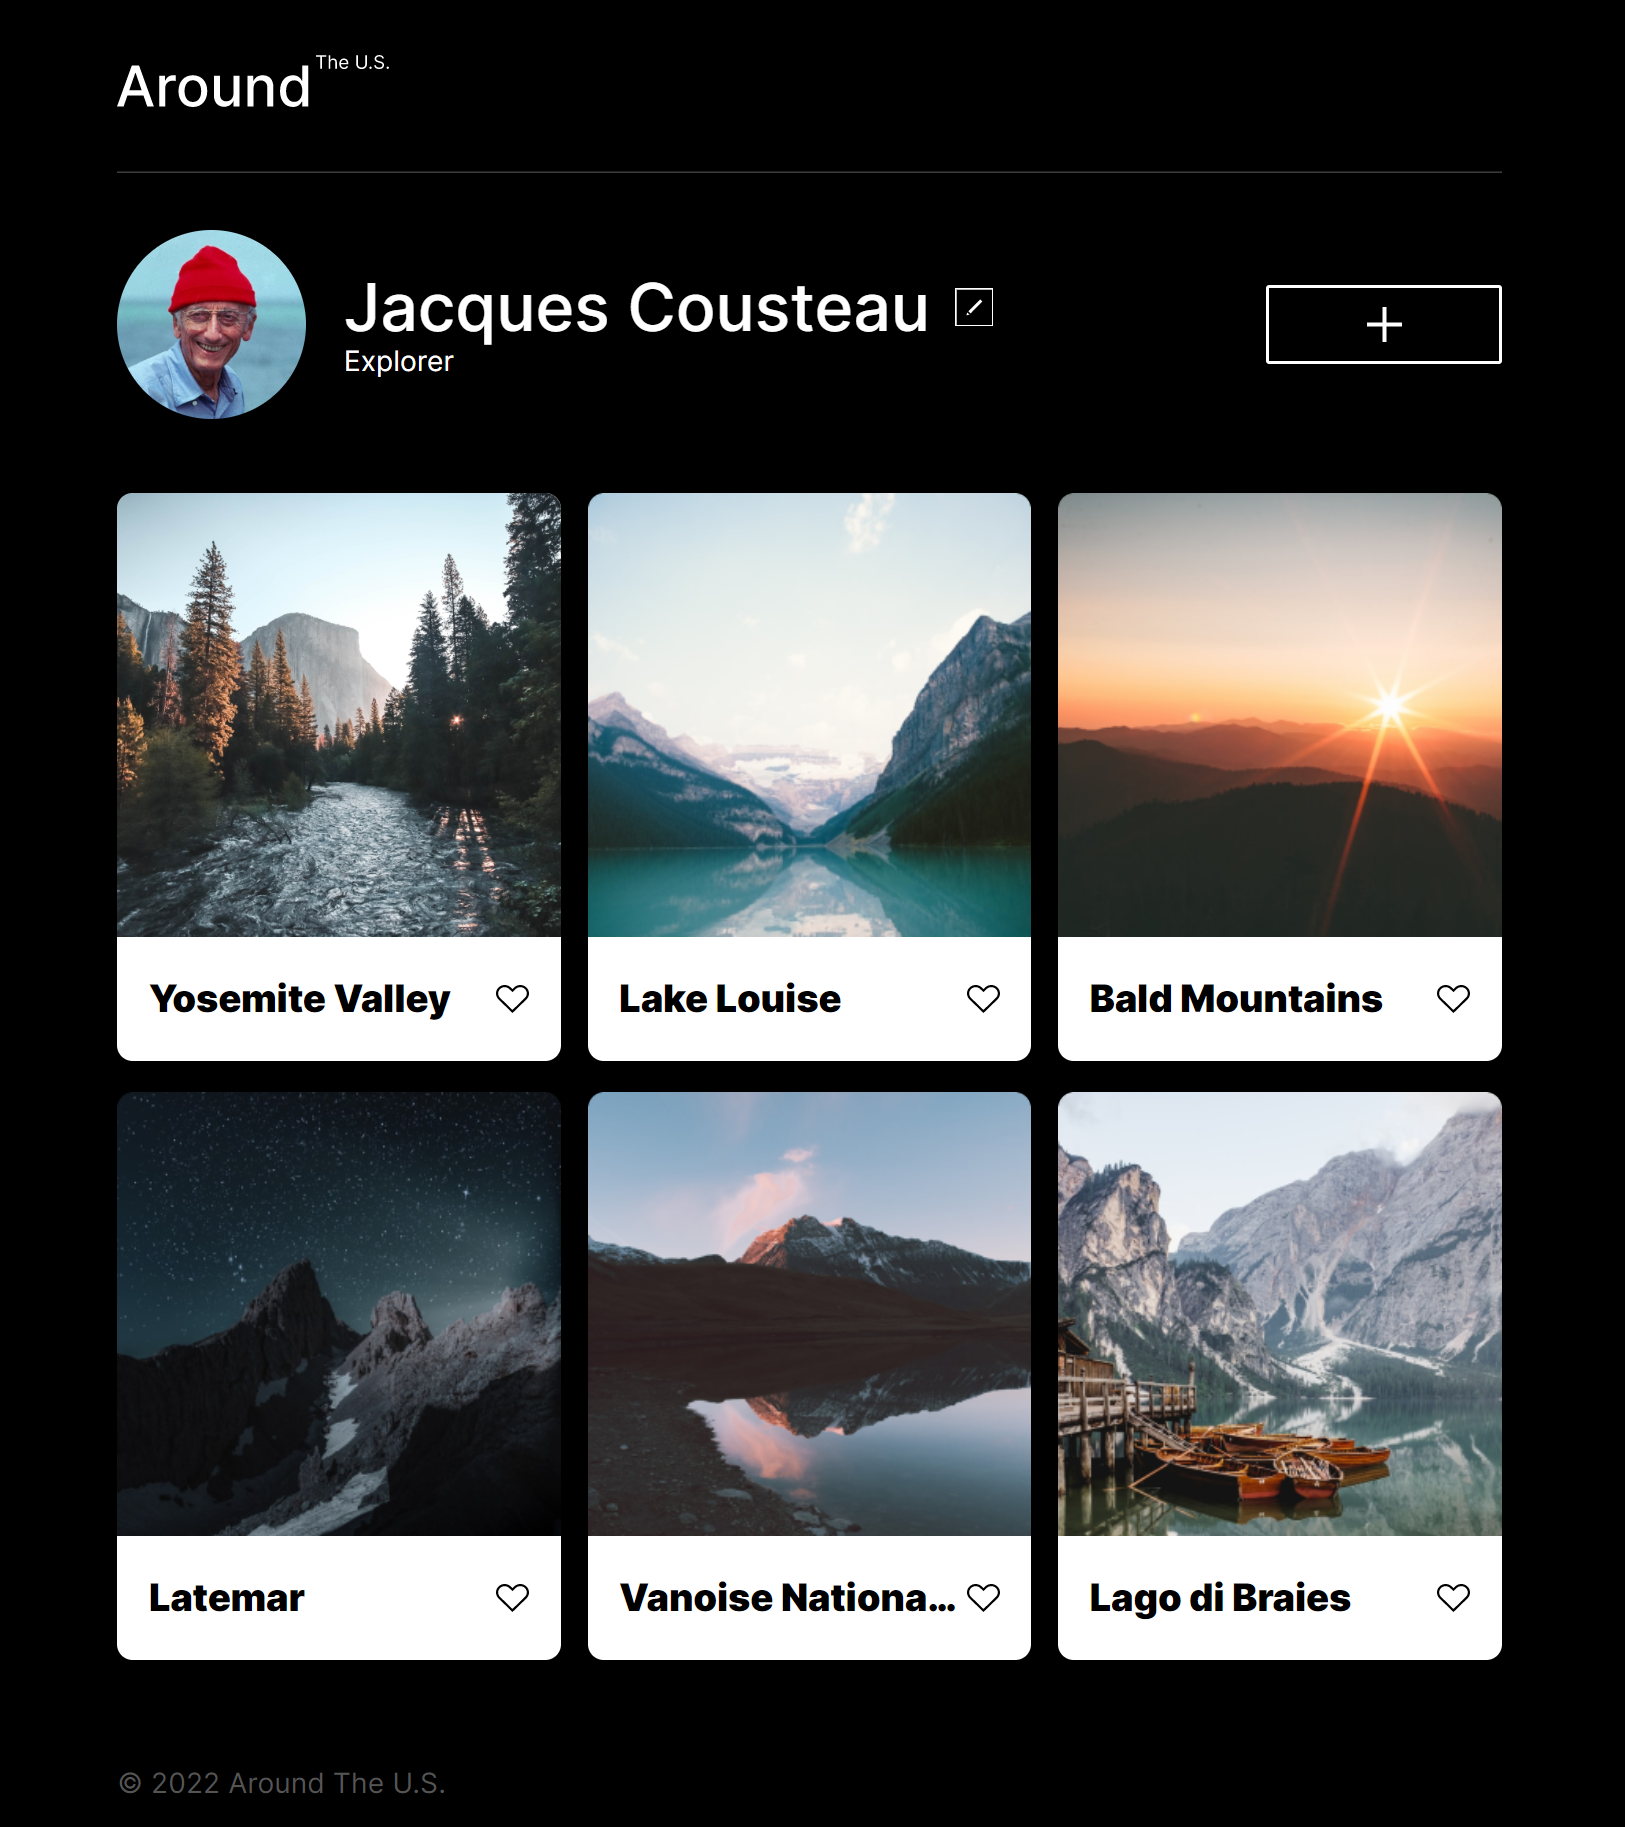 Around The U.S.
Jacques Cousteau
Explorer
Yosemite Valley
Lake Louise
Bald Mountains
Latemar
Vanoise Nationa...
Lago di Braies
© 2022 Around The U.S.